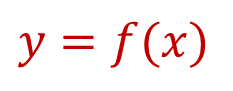 y = f(x)